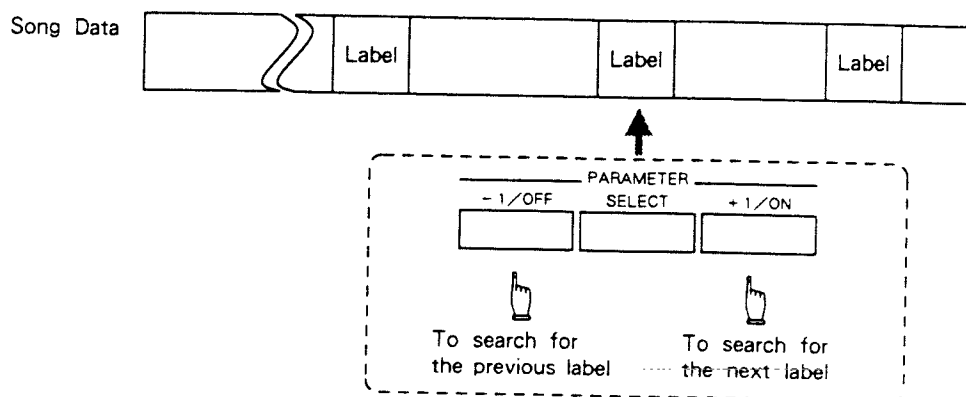 Song Data
Label Label Label
PARAMETER
- 1/OFF SELECT + 1/ON
To search for To search for
the previous label the next label